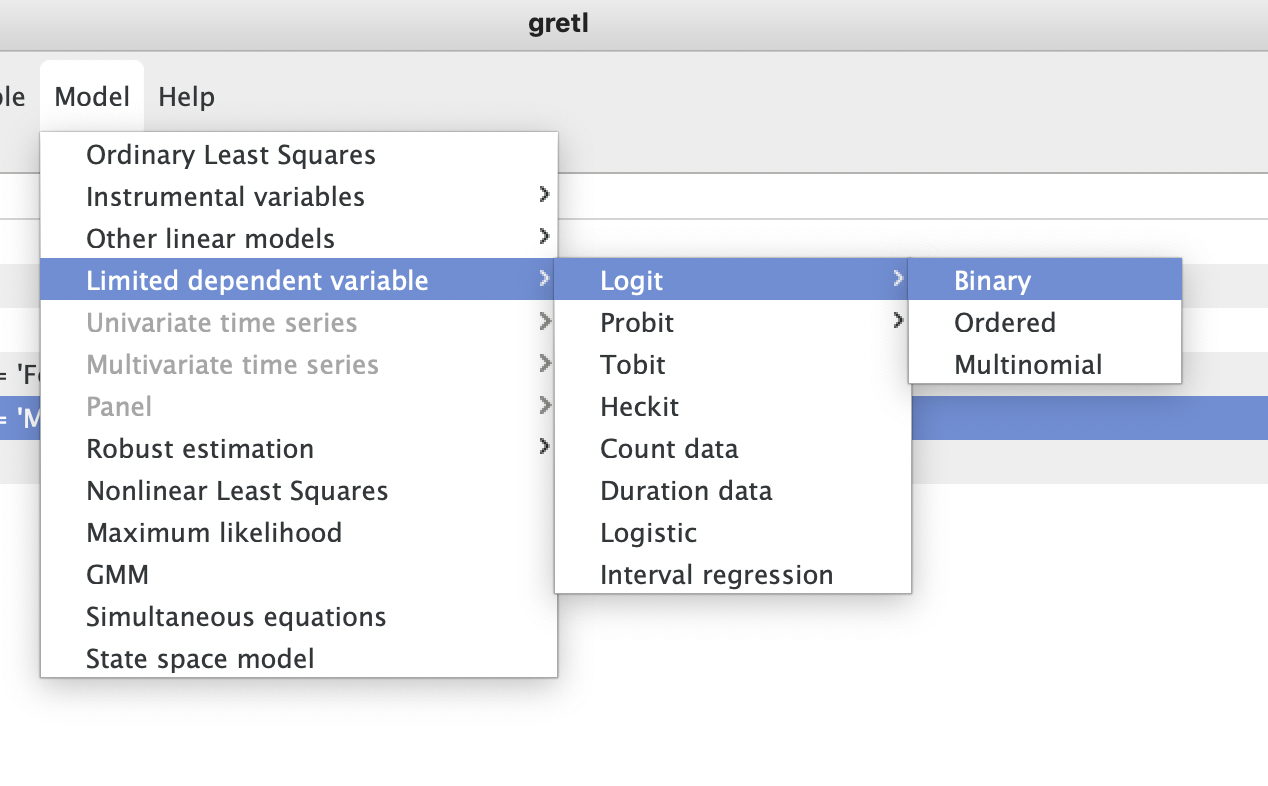 gretl
Model Help
Ordinary Least Squares
Instrumental variables
Other linear models
Limited dependent variable
Univariate time series
Multivariate time series
Panel
Robust estimation
Nonlinear Least Squares
Maximum likelihood
GMM
Simultaneous equations
State space model
Logit
Probit
Tobit
Heckit
Count data
Duration data
Logistic
Interval regression
Binary
Ordered
Multinomial